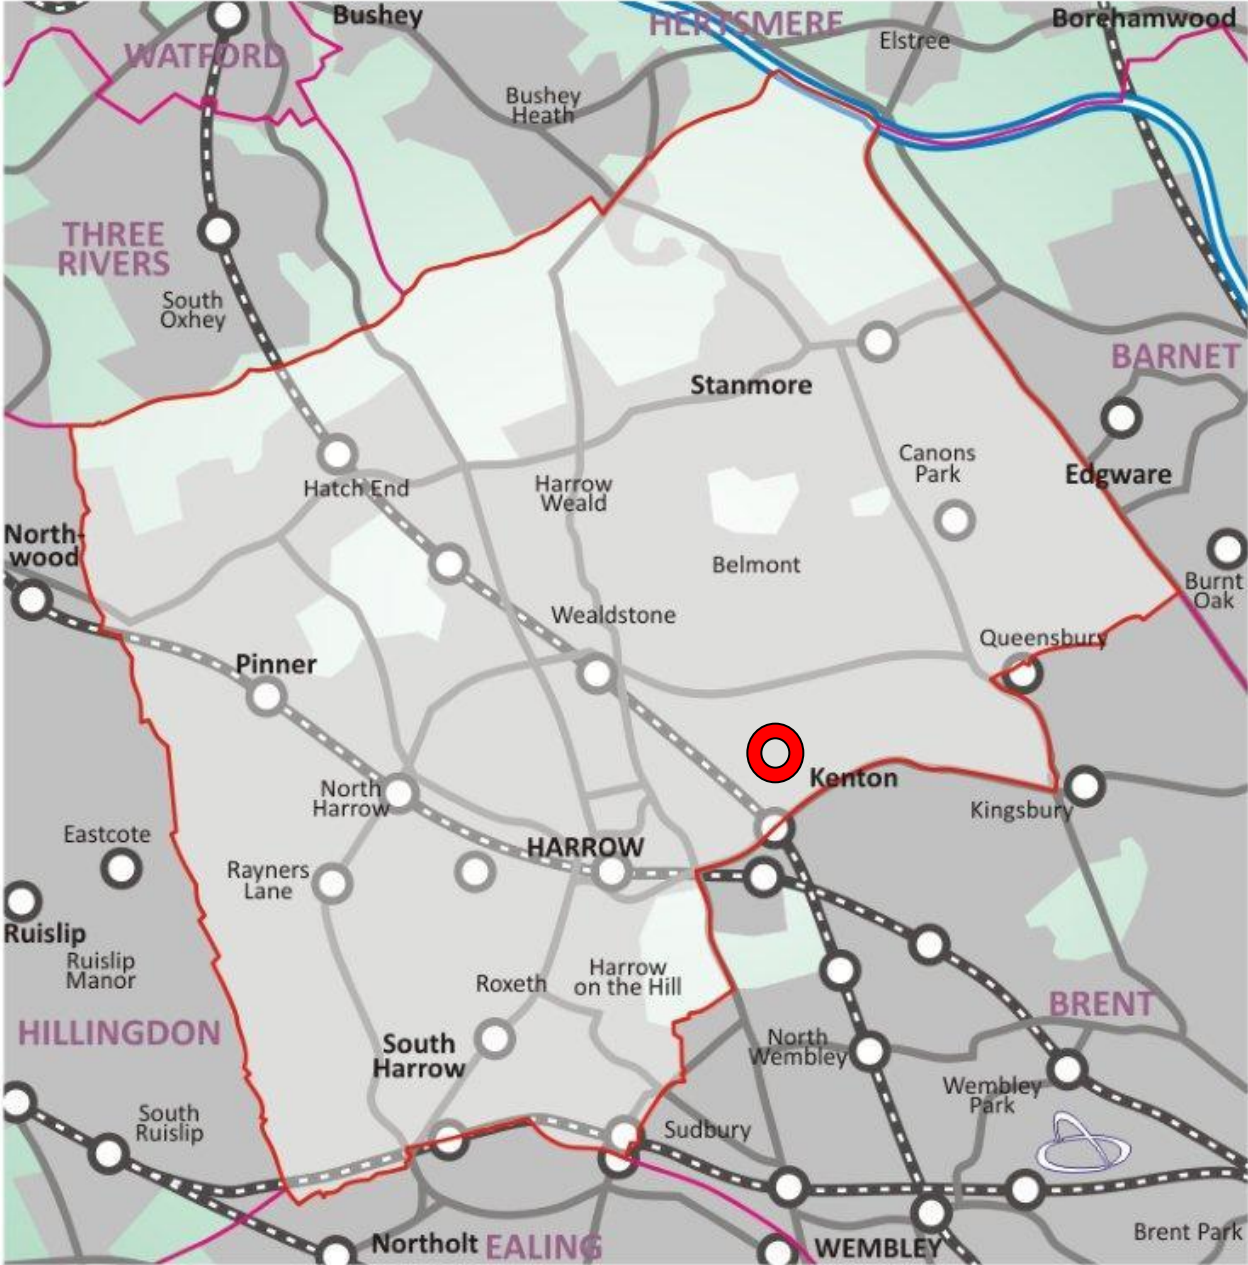 Bushey
HERTSMERE
Borehamwood
WATFORD
Elstree
Bushey
Heath
THREE
RIVERS
South
Oxhey
BARNET
Stanmore
Edgware
Canons
Park
Hatch End
Harrow
Weald
North-
wood
Belmont
Burnt
Oak
Wealdstone
Queensbury
Pinner
Kenton
North
Harrow
Kingsbury
Eastcote
HARROW
Rayners
Lane
Ruislip
Ruislip
Manor
Roxeth
Harrow
on the Hill
BRENT
HILLINGDON
South
Harrow
North
Wembley
Wembley
Park
South
Ruislip
Sudbury
Northolt
EALING
WEMBLEY
Brent Park